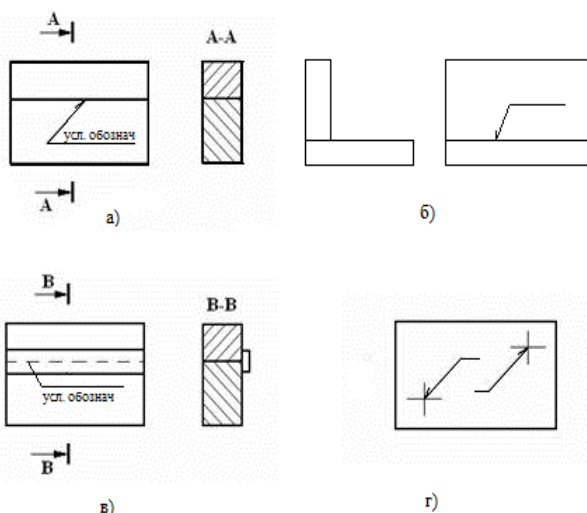 А
А-А
усл. обознач
А
а)
б)
В
В-В
усл. обознач
В
в)
г)